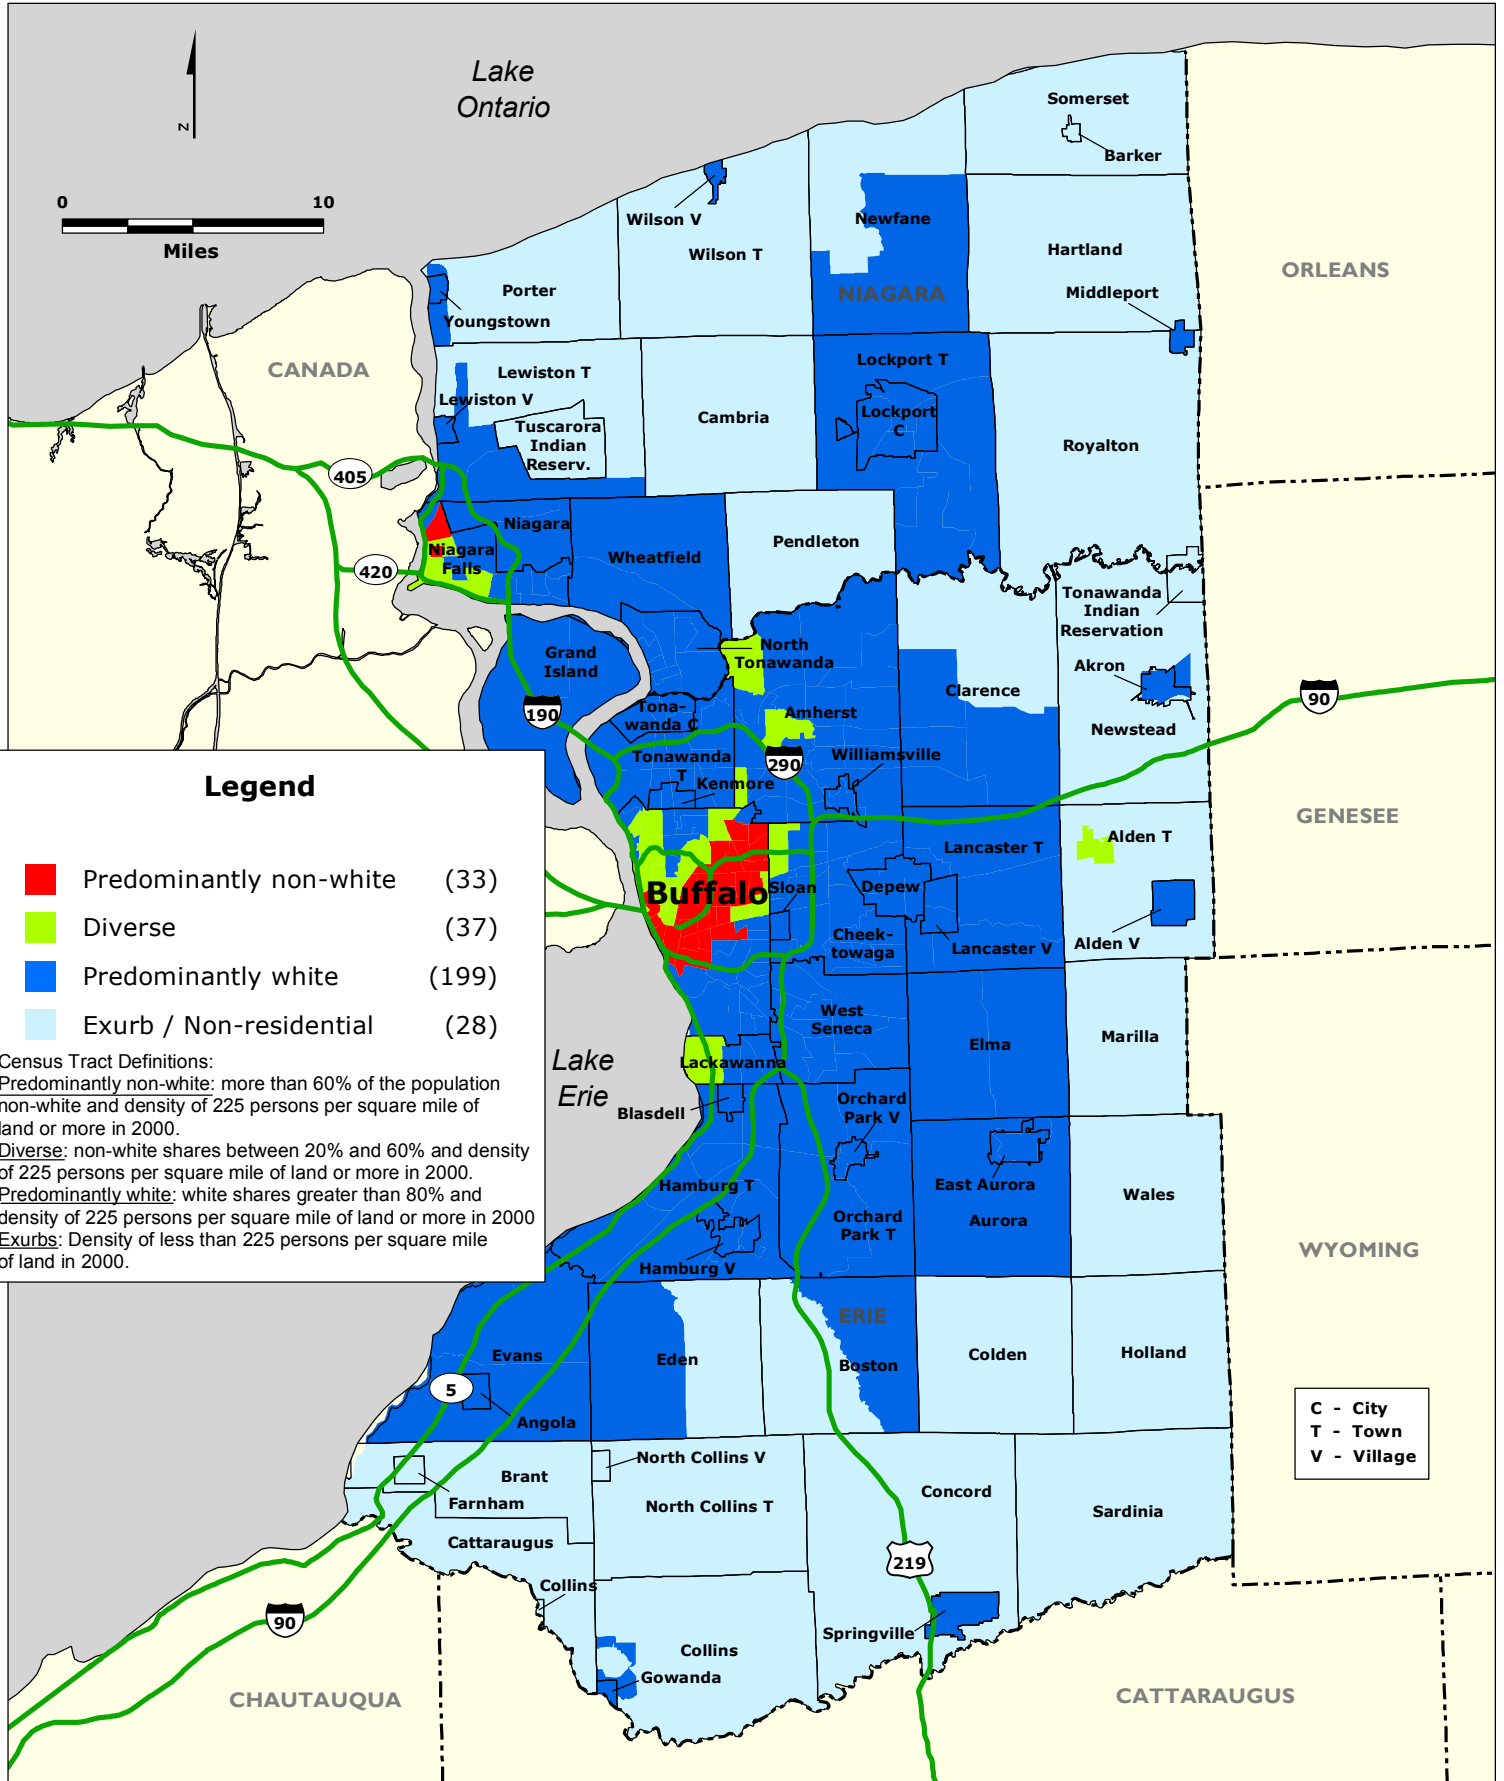 Lake
Ontario
N
0 10
Miles
Somerset
Barker
Wilson V
Wilson T
Newfane
Hartland
NIAGARA
Middleport
ORLEANS
Porter
Youngstown
CANADA
Lewiston T
Lewiston V
Tuscarora
Indian
Reserv.
Cambria
Lockport T
Lockport
C
Royalton
405
Niagara
Niagara
Falls
420
Wheatfield
Pendleton
Tonawanda
Indian
Reservation
Grand
Island
North
Tonawanda
Akron
Clarence
Newstead
90
190
Tona-
wanda C
Amherst
Tonawanda
T
Kenmore
290
Williamsville
GENESEE
Legend
Predominantly non-white (33)
Diverse (37)
Predominantly white (199)
Exurb / Non-residential (28)
Census Tract Definitions:
Predominantly non-white: more than 60% of the population
non-white and density of 225 persons per square mile of
land or more in 2000.
Diverse: non-white shares between 20% and 60% and density
of 225 persons per square mile of land or more in 2000.
Predominantly white: white shares greater than 80% and
density of 225 persons per square mile of land or more in 2000
Exurbs: Density of less than 225 persons per square mile
of land in 2000.
Lancaster T
Alden T
Buffalo
Sloan
Depew
Cheek-
towaga
Lancaster V
Alden V
West
Seneca
Elma
Marilla
Lake
Erie
Lackawanna
Blasdell
Orchard
Park V
Hamburg T
East Aurora
Aurora
Wales
Orchard
Park T
Hamburg V
WYOMING
ERIE
Evans
Eden
Boston
Colden
Holland
5
Angola
C - City
T - Town
V - Village
North Collins V
Brant
Farnham
North Collins T
Concord
Sardinia
Cattaraugus
219
Collins
90
Springville
Collins
Gowanda
CHAUTAUQUA
CATTARAUGUS